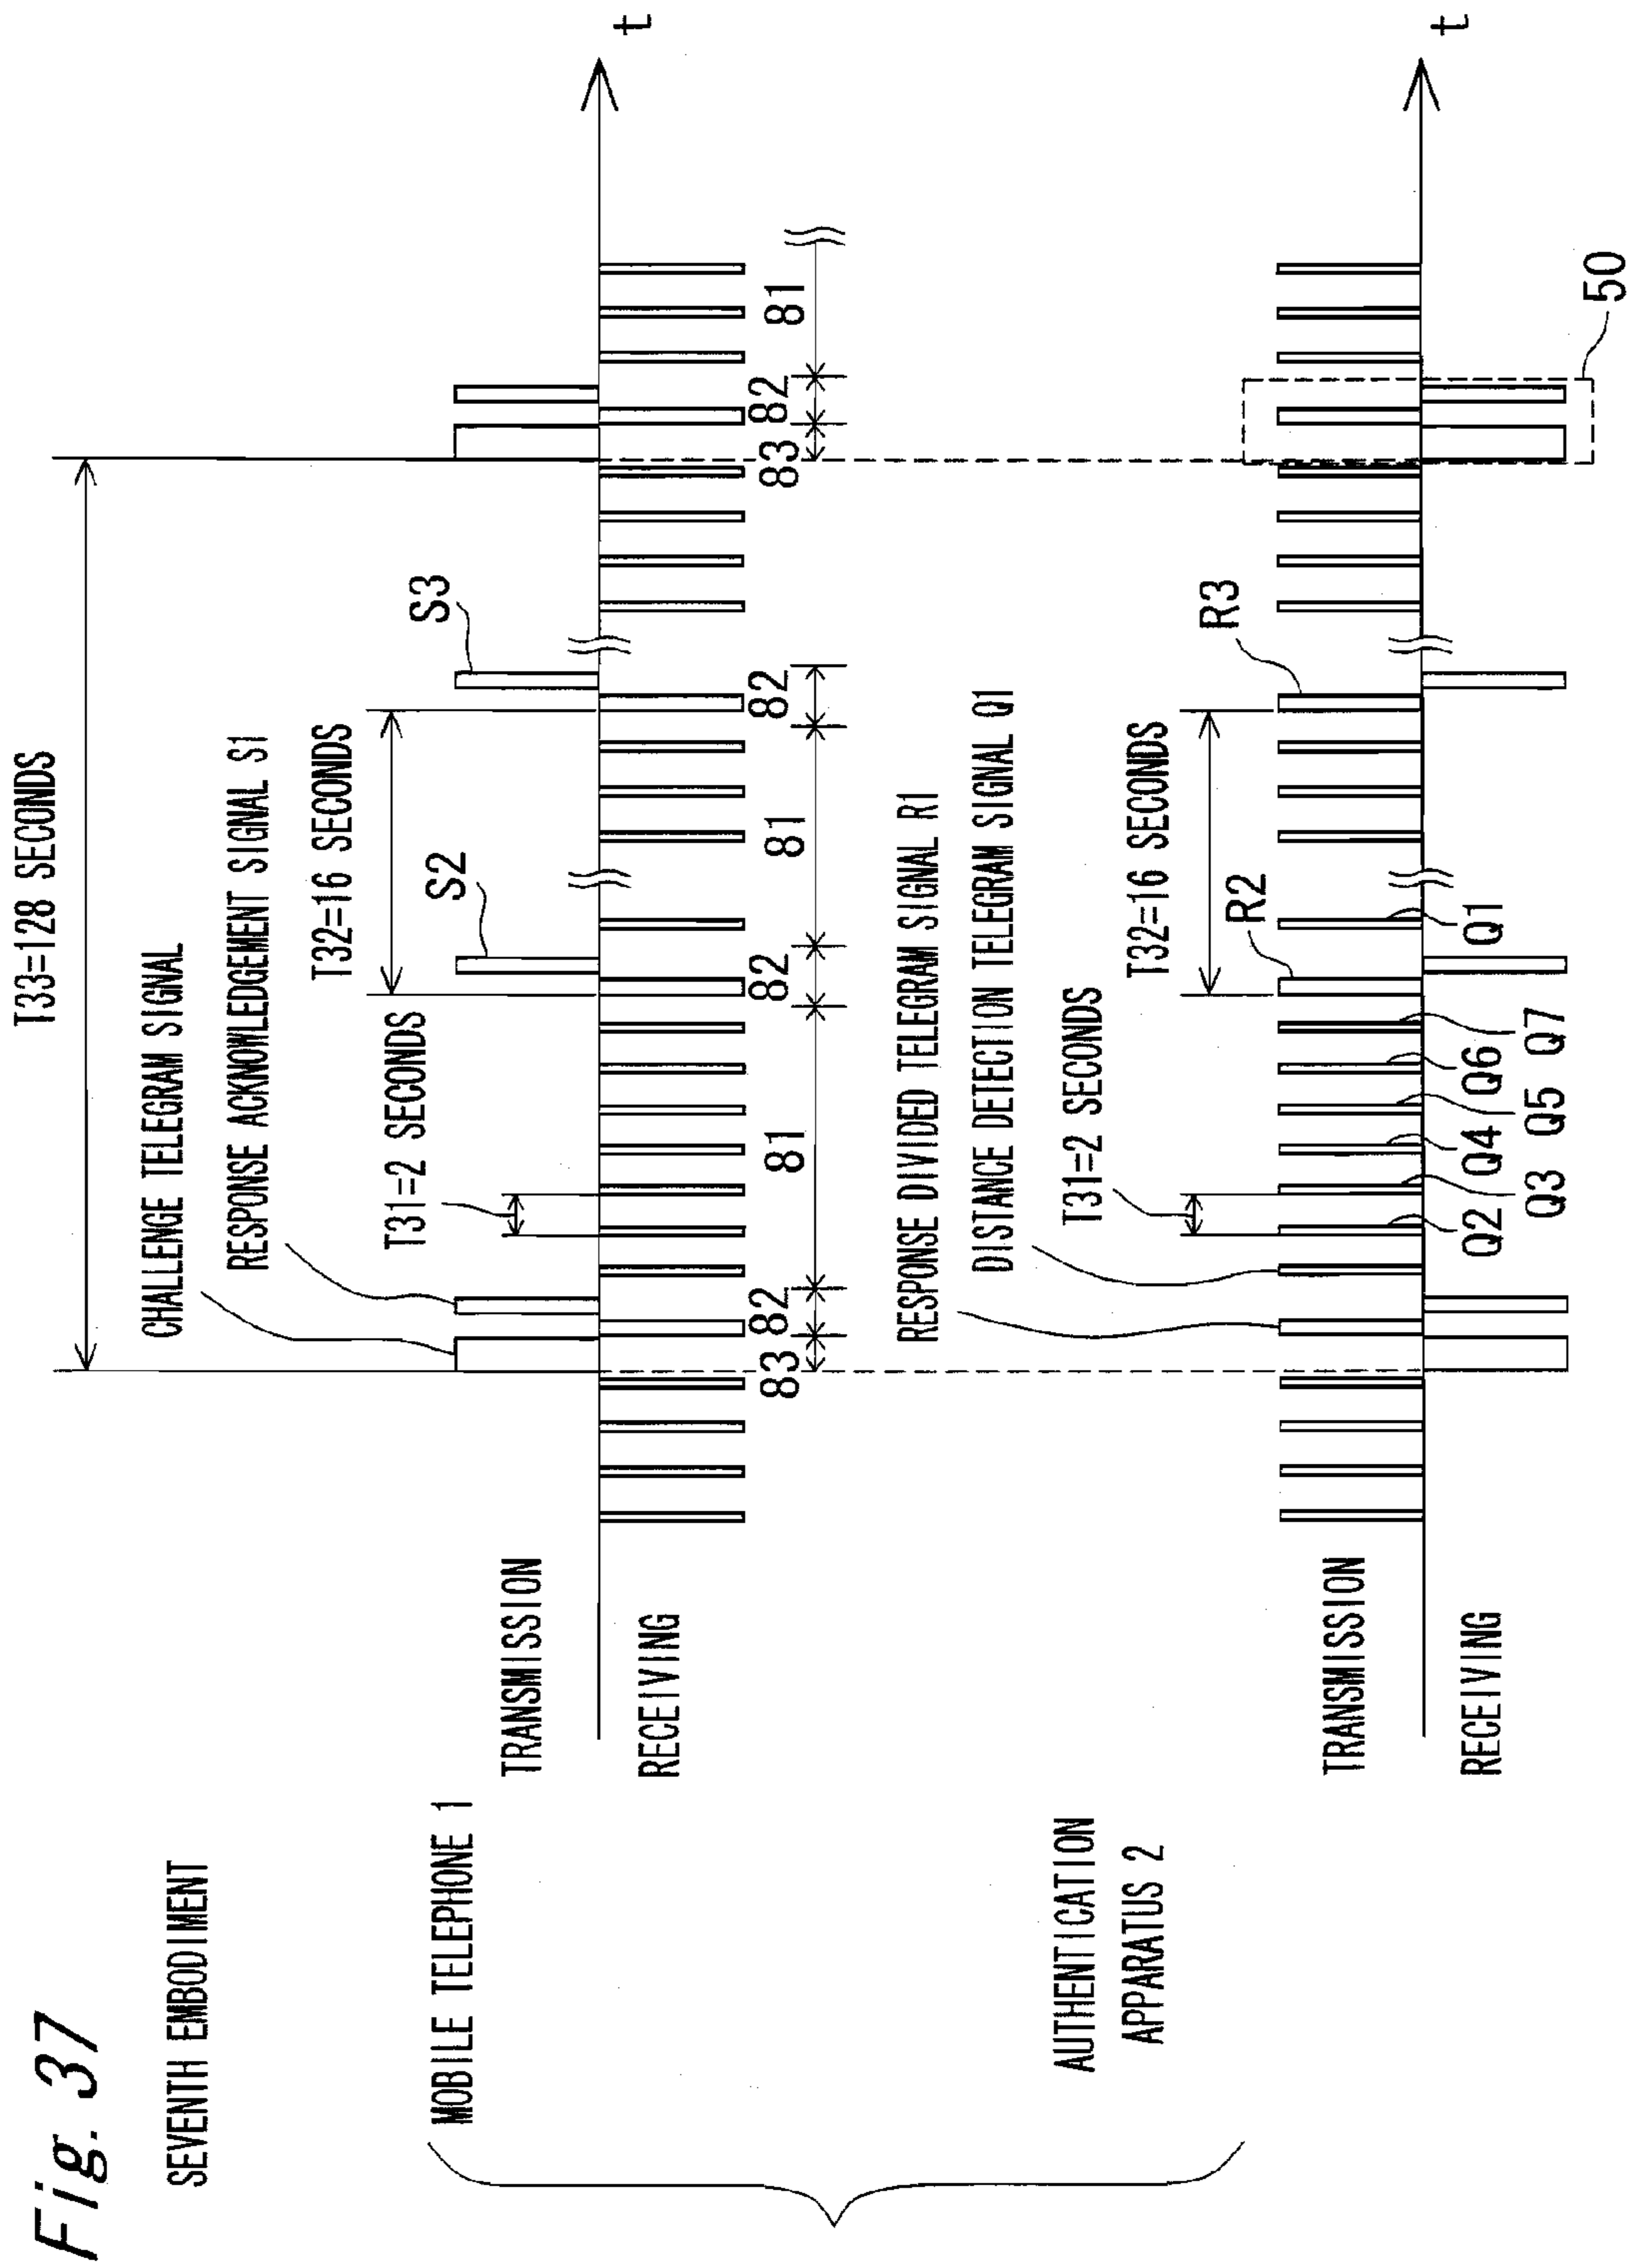 Fig. 37
SEVENTH EMBODIMENT
T33=128 SECONDS
CHALLENGE TELEGRAM SIGNAL
RESPONSE ACKNOWLEDGEMENT SIGNAL S1
T32=16 SECONDS
T31=2 SECONDS
S2
S3
MOBILE TELEPHONE 1
TRANSMISSION
RECEIVING
t
83
82
81
82
81
82
83
82
81
RESPONSE DIVIDED TELEGRAM SIGNAL R1
DISTANCE DETECTION TELEGRAM SIGNAL Q1
T31=2 SECONDS
T32=16 SECONDS
R2
R3
AUTHENTICATION
APPARATUS 2
TRANSMISSION
RECEIVING
t
Q2
Q3
Q4
Q5
Q6
Q7
Q1
50